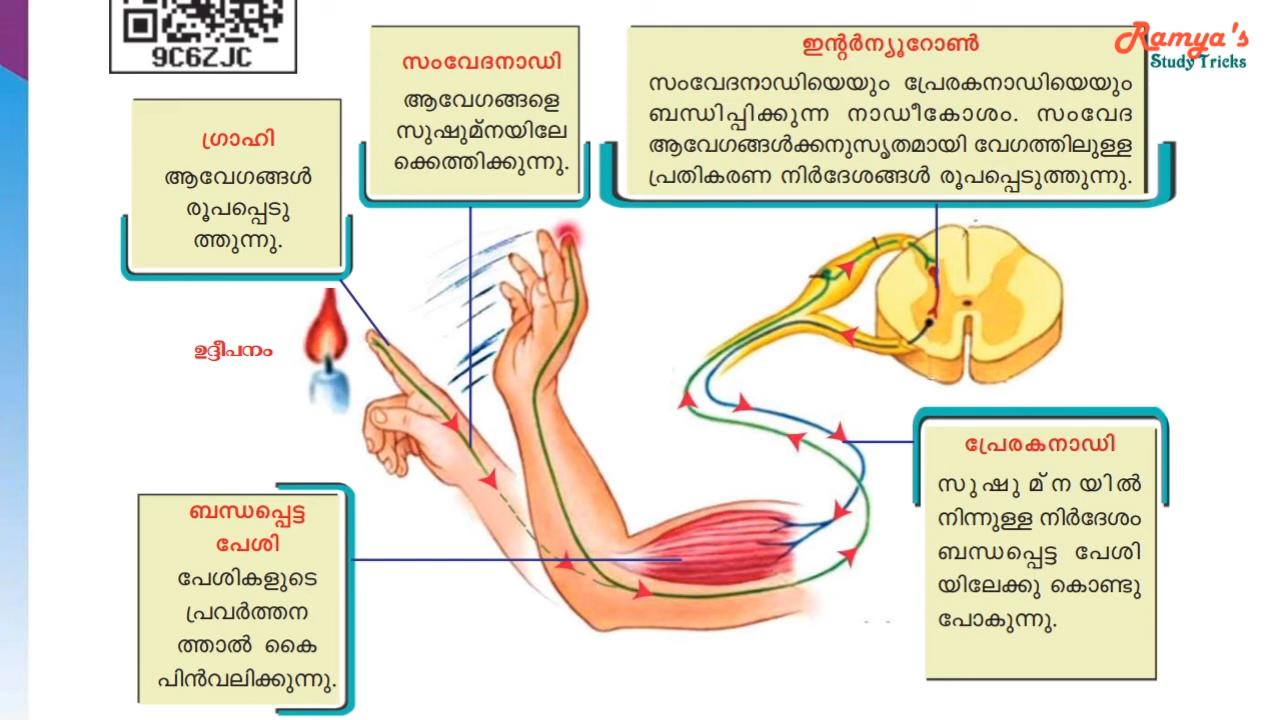 9C6ZJC
Ramya's
Study Tricks
ഗ്രാഹി
ആവേഗങ്ങൾ
രൂപപ്പെടു
ത്തുന്നു.
സംവേദനാഡി
ആവേഗങ്ങളെ
സുഷുമ്നയിലേ
ക്കെത്തിക്കുന്നു.
ഇന്റർന്യൂറോൺ
സംവേദനാഡിയെയും പ്രേരകനാഡിയെയും
ബന്ധിപ്പിക്കുന്ന നാഡീകോശം. സംവേദ
ആവേഗങ്ങൾക്കനുസൃതമായി വേഗത്തിലുള്ള
പ്രതികരണ നിർദേശങ്ങൾ രൂപപ്പെടുത്തുന്നു.
ഉദ്ദീപനം
പ്രേരകനാഡി
സുഷുമ്നയിൽ
നിന്നുള്ള നിർദേശം
ബന്ധപ്പെട്ട പേശി
യിലേക്കു കൊണ്ടു
പോകുന്നു.
ബന്ധപ്പെട്ട
പേശി
പേശികളുടെ
പ്രവർത്തന
ത്താൽ കൈ
പിൻവലിക്കുന്നു.